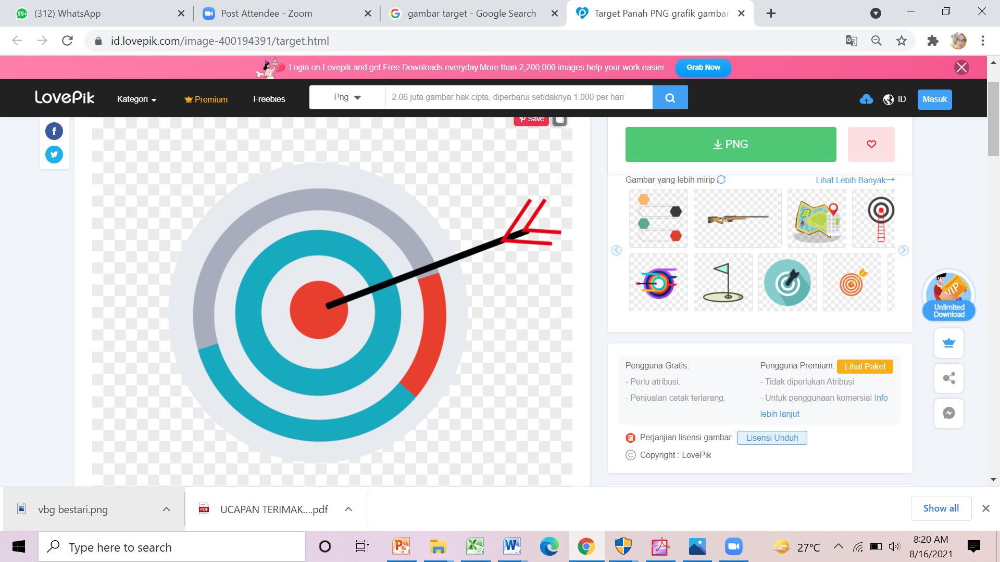 99+ (312) WhatsApp
Post Attendee - Zoom
gambar target - Google Search
Target Panah PNG grafik gambar
id.lovepik.com/image-400194391/target.html
Login on Lovepik and get Free Downloads everyday.More than 2,200,000 images help your work easier.
Grab Now
LovePik
Kategori
Premium
Freebies
Png
2.06 juta gambar hak cipta, diperbarui setidaknya 1.000 per hari
ID
Masuk
Save
PNG
Gambar yang lebih mirip
Lihat Lebih Banyak
VIP
Unlimited
Download
Pengguna Gratis:
- Perlu atribusi.
- Penjualan cetak terlarang.
Pengguna Premium: Lihat Paket
- Tidak diperlukan Atribusi
- Untuk penggunaan komersial Info
lebih lanjut
Perjanjian lisensi gambar
Lisensi Unduh
Copyright : LovePik
vbg bestari.png
PDF
UCAPAN TERIMAK....pdf
Show all
Type here to search
27°C
8:20 AM
8/16/2021